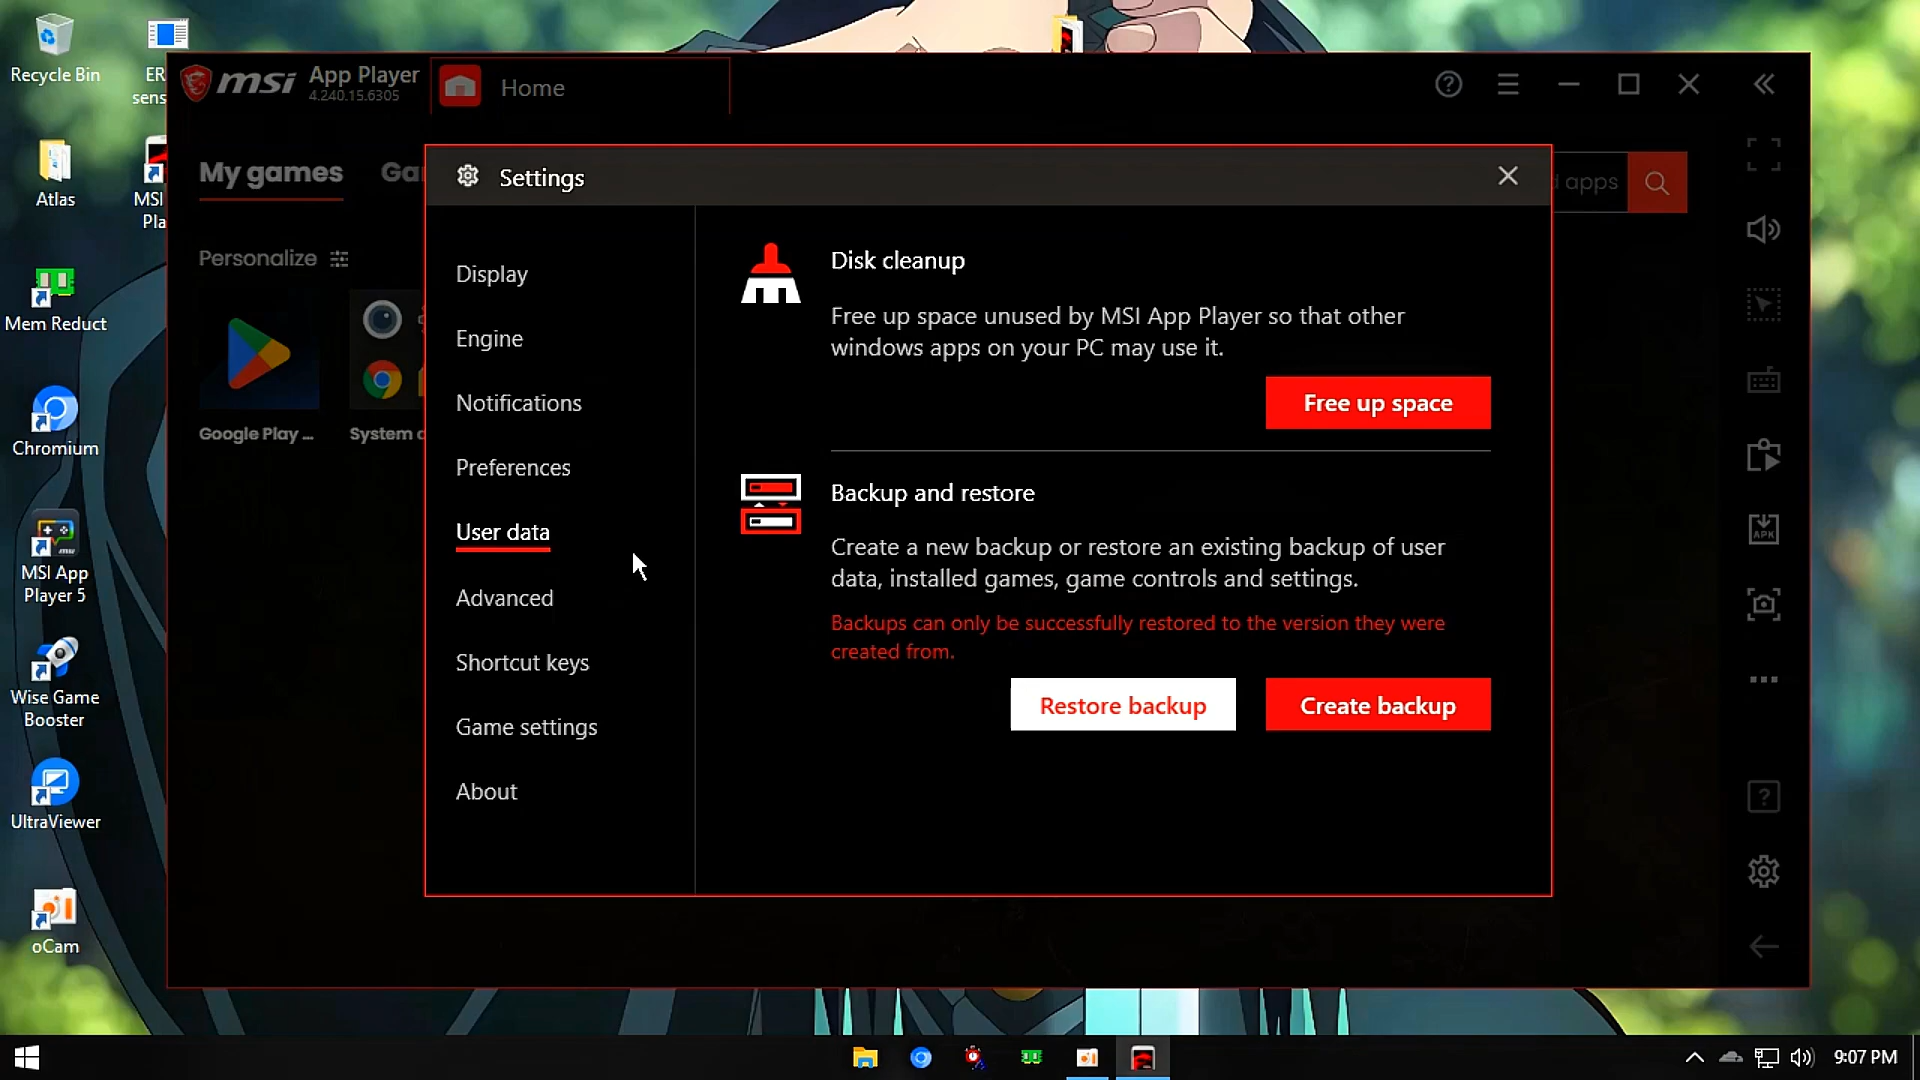 Recycle Bin
ER
sens
Atlas
MSI
Pla
Mem Reduct
Chromium
MSI App
Player 5
Wise Game
Booster
UltraViewer
oCam
msi
App Player
4.240.15.6305
Home
My games
Gar
d apps
Personalize
Google Play ...
System a
Settings
Display
Engine
Notifications
Preferences
User data
Advanced
Shortcut keys
Game settings
About
Disk cleanup
Free up space unused by MSI App Player so that other
windows apps on your PC may use it.
Free up space
Backup and restore
Create a new backup or restore an existing backup of user
data, installed games, game controls and settings.
Backups can only be successfully restored to the version they were
created from.
Restore backup
Create backup
APK
9:07 PM